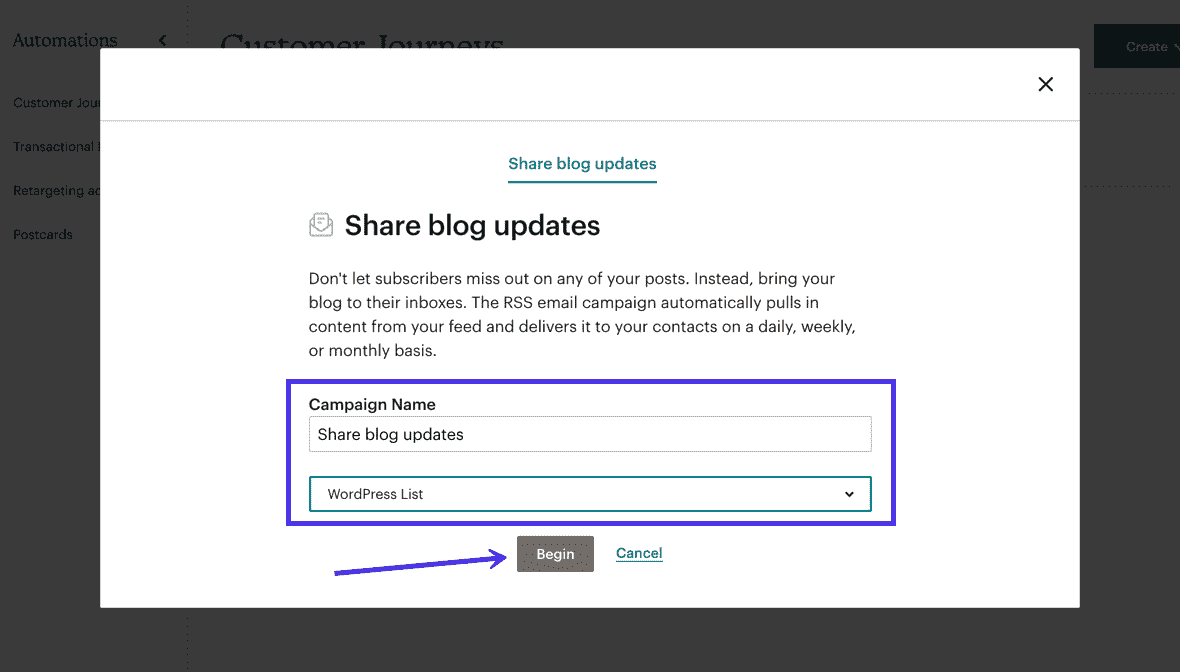 Automations
Customer Journeys
Create
Customer Jour
Transactional
Retargeting ad
Postcards
Share blog updates
Share blog updates
Don't let subscribers miss out on any of your posts. Instead, bring your
blog to their inboxes. The RSS email campaign automatically pulls in
content from your feed and delivers it to your contacts on a daily, weekly,
or monthly basis.
Campaign Name
Share blog updates
WordPress List
Begin
Cancel